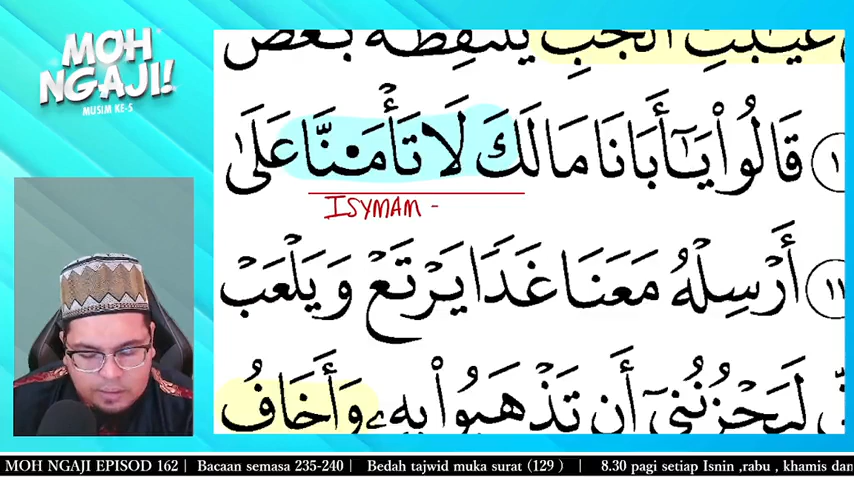 MOH
NGAJI!
MUSIM KE-5
ٱلْجُبِّ يَلْتَقِطْهُ بَعْضُ
قَالُوا۟ يَـٰٓأَبَانَا مَا لَكَ لَا تَأْمَ۫نَّا عَلَىٰ
ISYMAM -
١٢ أَرْسِلْهُ مَعَنَا غَدًا يَرْتَعْ وَيَلْعَبْ
لَيَحْزُنُنِىٓ أَن تَذْهَبُوا۟ بِهِۦ وَأَخَافُ
MOH NGAJI EPISOD 162 | Bacaan semasa 235-240 | Bedah tajwid muka surat (129 ) | 8.30 pagi setiap Isnin ,rabu , khamis dan